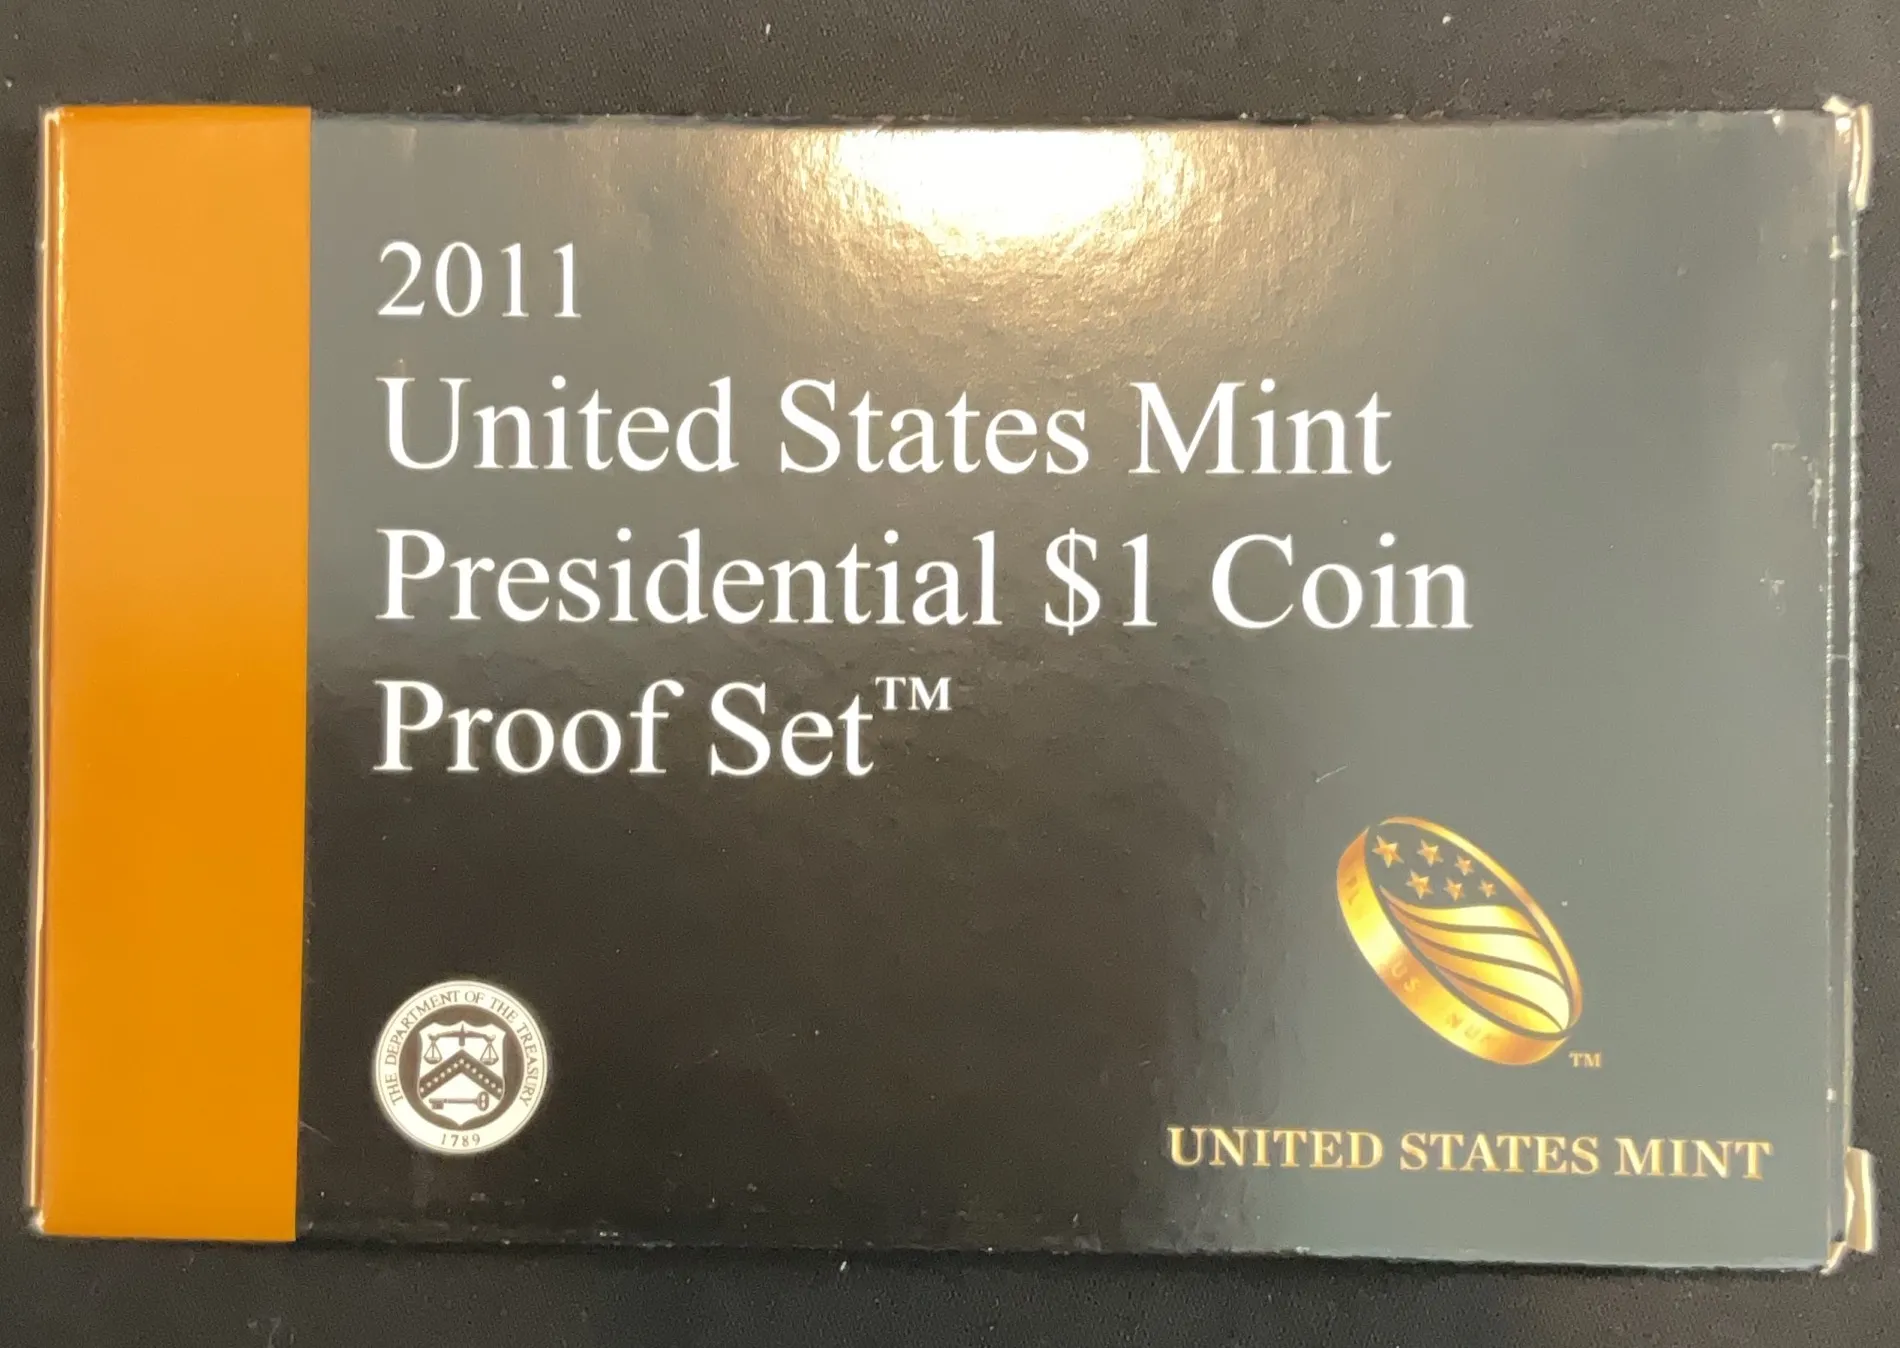 2011
United States Mint
Presidential $1 Coin
Proof Set™
THE DEPARTMENT OF THE TREASURY
1789
TM
UNITED STATES MINT